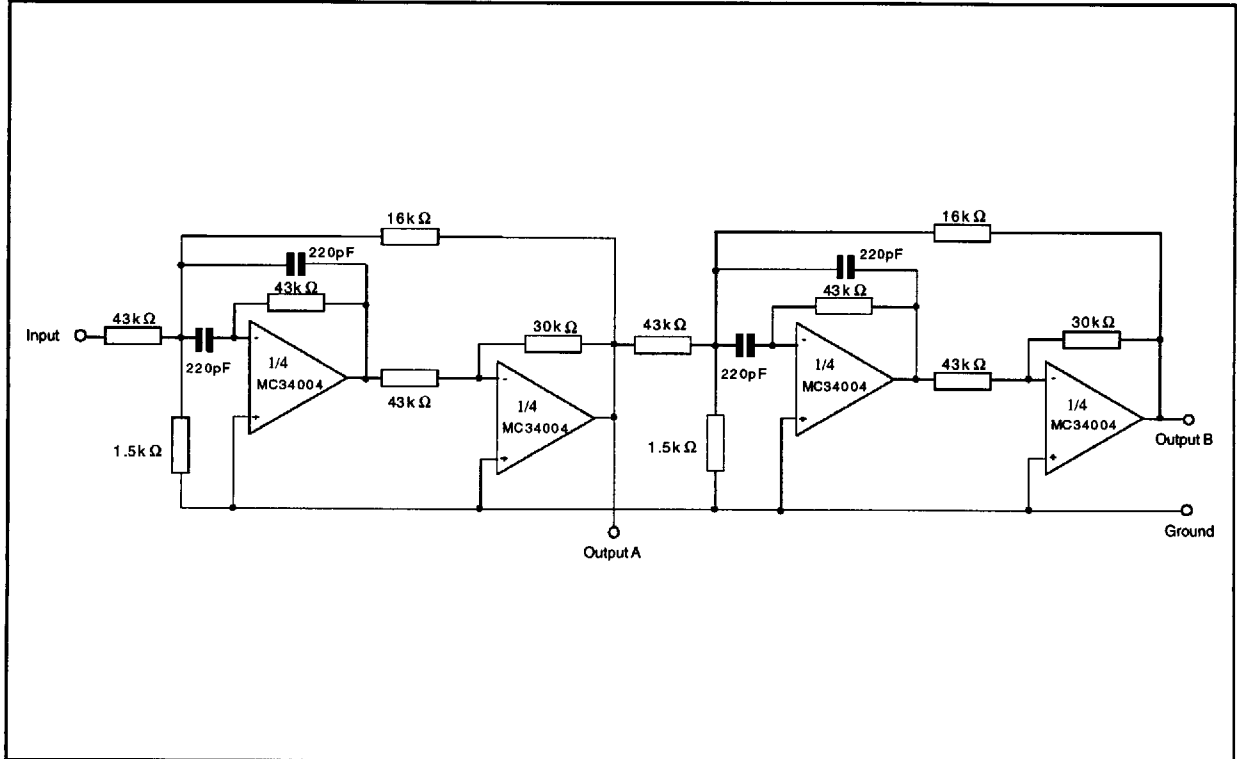 16kΩ
16kΩ
220pF
220pF
43kΩ
43kΩ
Input
43kΩ
30kΩ
43kΩ
30kΩ
220pF
1/4
MC34004
43kΩ
1/4
MC34004
220pF
1/4
MC34004
43kΩ
1/4
MC34004
1.5kΩ
1.5kΩ
Output B
Output A
Ground